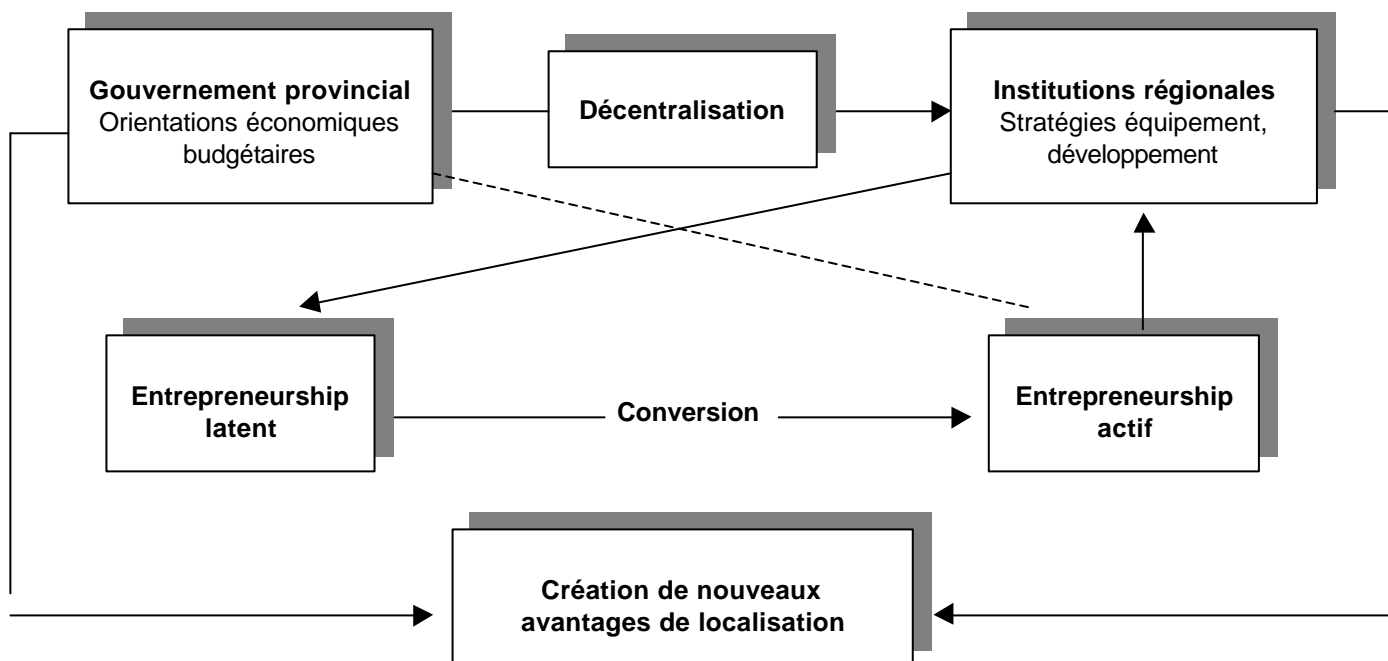 Gouvernement provincial
Orientations économiques
budgétaires
Décentralisation
Institutions régionales
Stratégies équipement,
développement
Entrepreneurship
latent
Conversion
Entrepreneurship
actif
Création de nouveaux
avantages de localisation